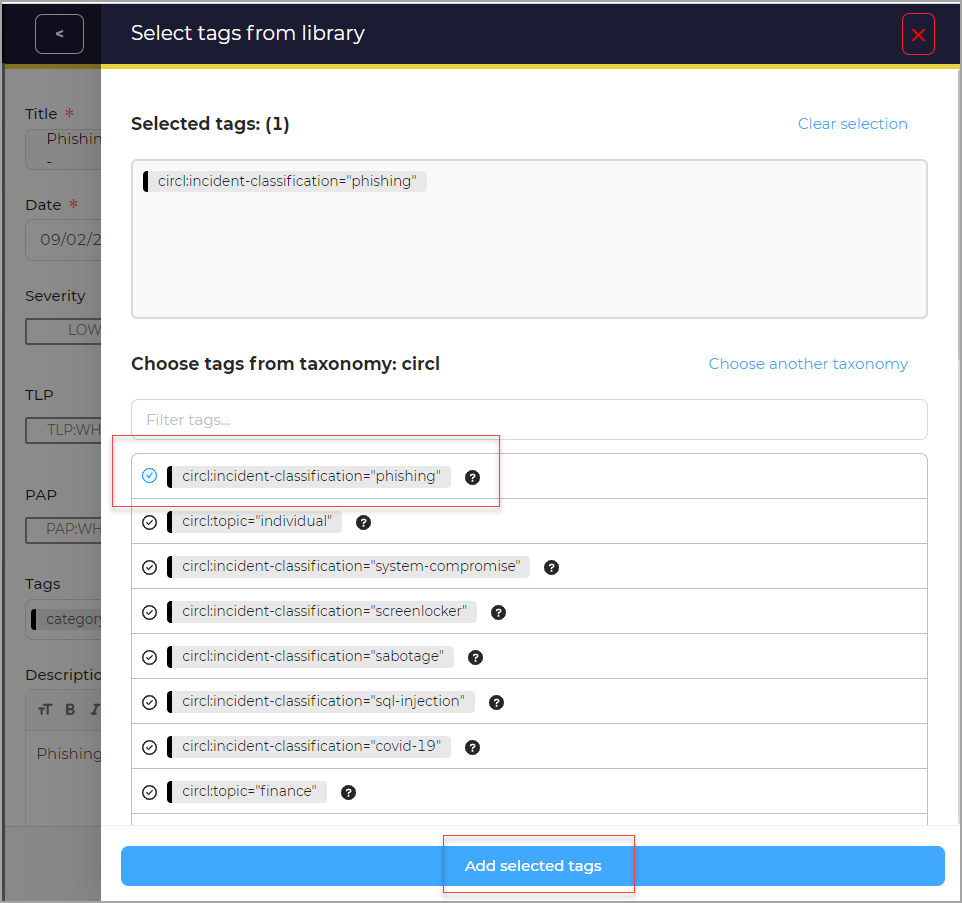 <
Select tags from library
Title *
Phishin
-
Date *
09/02/2
Severity
LOW
TLP
TLP:WH
PAP
PAP:WH
Tags
category
Descriptio
B I
Phishing
Selected tags: (1)
Clear selection
circl:incident-classification="phishing"
Choose tags from taxonomy: circl
Choose another taxonomy
Filter tags...
circl:incident-classification="phishing" ?
circl:topic="individual" ?
circl:incident-classification="system-compromise" ?
circl:incident-classification="screenlocker" ?
circl:incident-classification="sabotage" ?
circl:incident-classification="sql-injection" ?
circl:incident-classification="covid-19" ?
circl:topic="finance" ?
Add selected tags